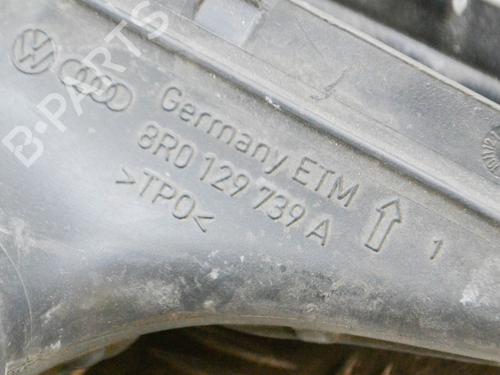 Germany ETM
8R0 129 739 A
>TPO<
1
B-PARTS